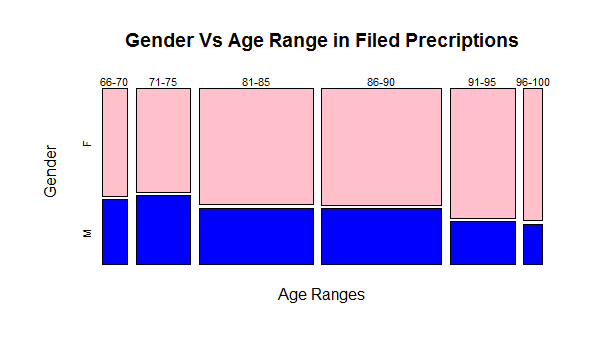 Gender Vs Age Range in Filed Precriptions
66-70 71-75 81-85 86-90 91-95 96-100
Gender
F
M
Age Ranges